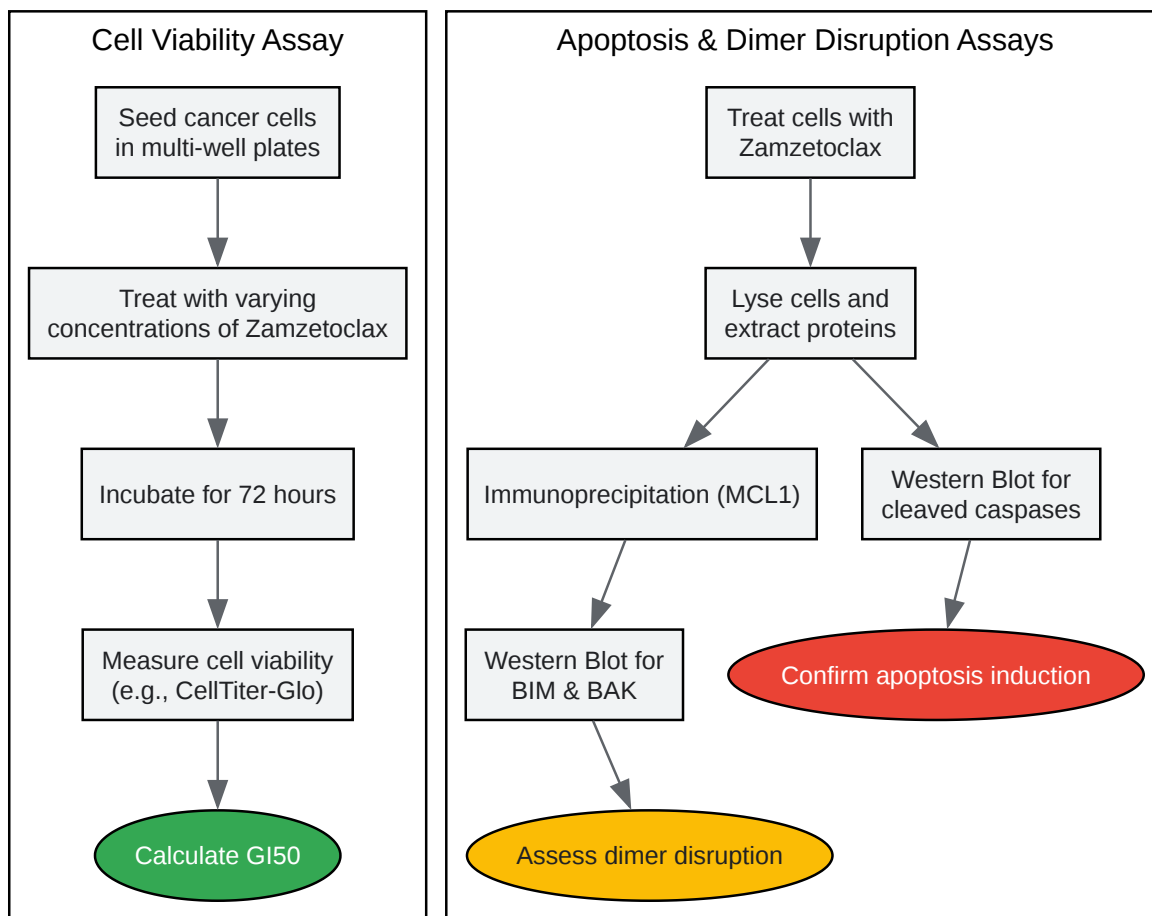 Cell Viability Assay
Seed cancer cells
in multi-well plates
Treat with varying
concentrations of Zamzetoclax
Incubate for 72 hours
Measure cell viability
(e.g., CellTiter-Glo)
Calculate GI50
Apoptosis & Dimer Disruption Assays
Treat cells with
Zamzetoclax
Lyse cells and
extract proteins
Immunoprecipitation (MCL1)
Western Blot for
cleaved caspases
Western Blot for
BIM & BAK
Confirm apoptosis induction
Assess dimer disruption